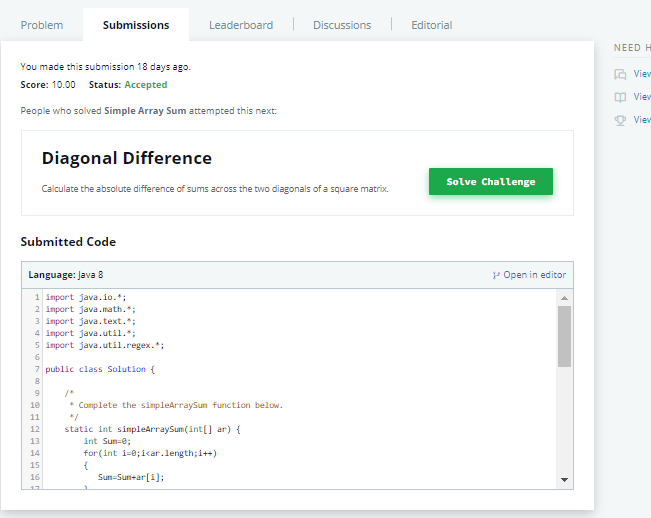 Problem Submissions Leaderboard Discussions Editorial
NEED H
You made this submission 18 days ago.
View
Score: 10.00 Status: Accepted
View
People who solved Simple Array Sum attempted this next:
View
Diagonal Difference
Calculate the absolute difference of sums across the two diagonals of a square matrix.
Solve Challenge
Submitted Code
Language: Java 8 Open in editor
1 import java.io.*;
2 import java.math.*;
3 import java.text.*;
4 import java.util.*;
5 import java.util.regex.*;
6
7 public class Solution {
8
9 /*
10 * Complete the simpleArraySum function below.
11 */
12 static int simpleArraySum(int[] ar) {
13 int Sum=0;
14 for(int i=0;i<ar.length;i++)
15 {
16 Sum=Sum+ar[i];
17 }